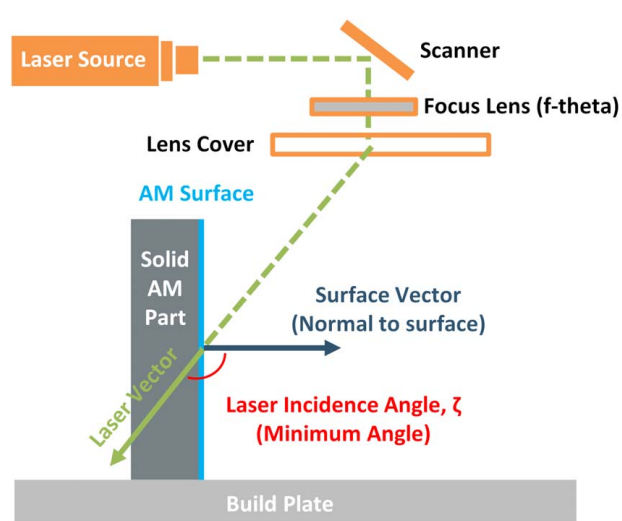 Laser Source
Scanner
Focus Lens (f-theta)
Lens Cover
AM Surface
Solid
AM
Part
Surface Vector
(Normal to surface)
Laser Vector
Laser Incidence Angle, ζ
(Minimum Angle)
Build Plate